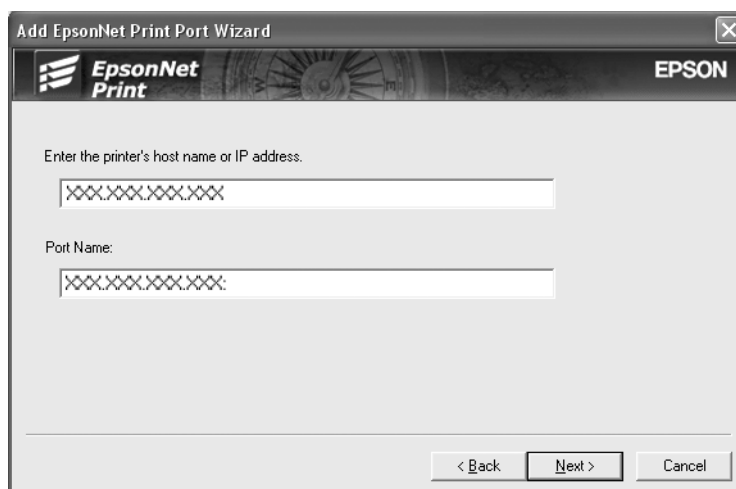 Add EpsonNet Print Port Wizard
EpsonNet
Print
EPSON
Enter the printer's host name or IP address.
XXX.XXX.XXX.XXX
Port Name:
XXX.XXX.XXX.XXX:
< Back
Next >
Cancel